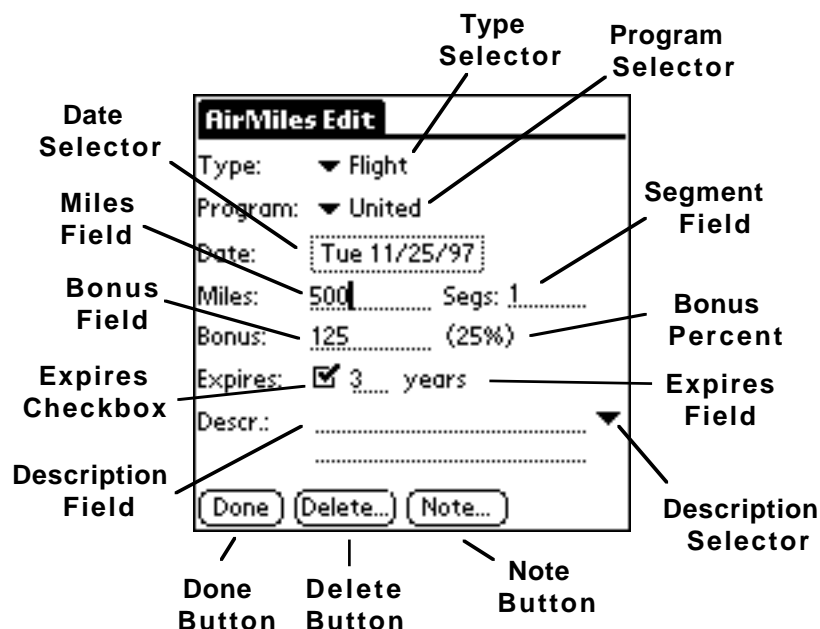 Type
Selector
Program
Selector
Date
Selector
AirMiles Edit
Type: Flight
Program: United
Date: Tue 11/25/97
Miles: 500 Segs: 1
Bonus: 125 (25%)
Expires: 3 years
Descr.:
Done Delete... Note...
Miles
Field
Segment
Field
Bonus
Field
Bonus
Percent
Expires
Checkbox
Expires
Field
Description
Field
Description
Selector
Done
Button
Delete
Button
Note
Button